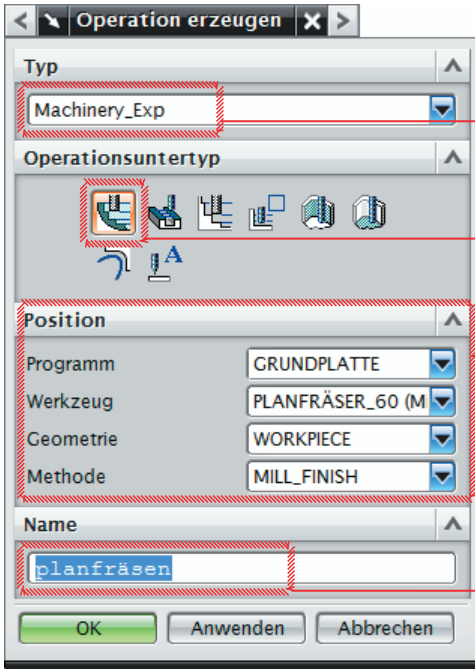 Operation erzeugen
Typ
Machinery_Exp
Operationsuntertyp
A
Position
Programm GRUNDPLATTE
Werkzeug PLANFRÄSER_60 (M
Geometrie WORKPIECE
Methode MILL_FINISH
Name
planfräsen
OK Anwenden Abbrechen